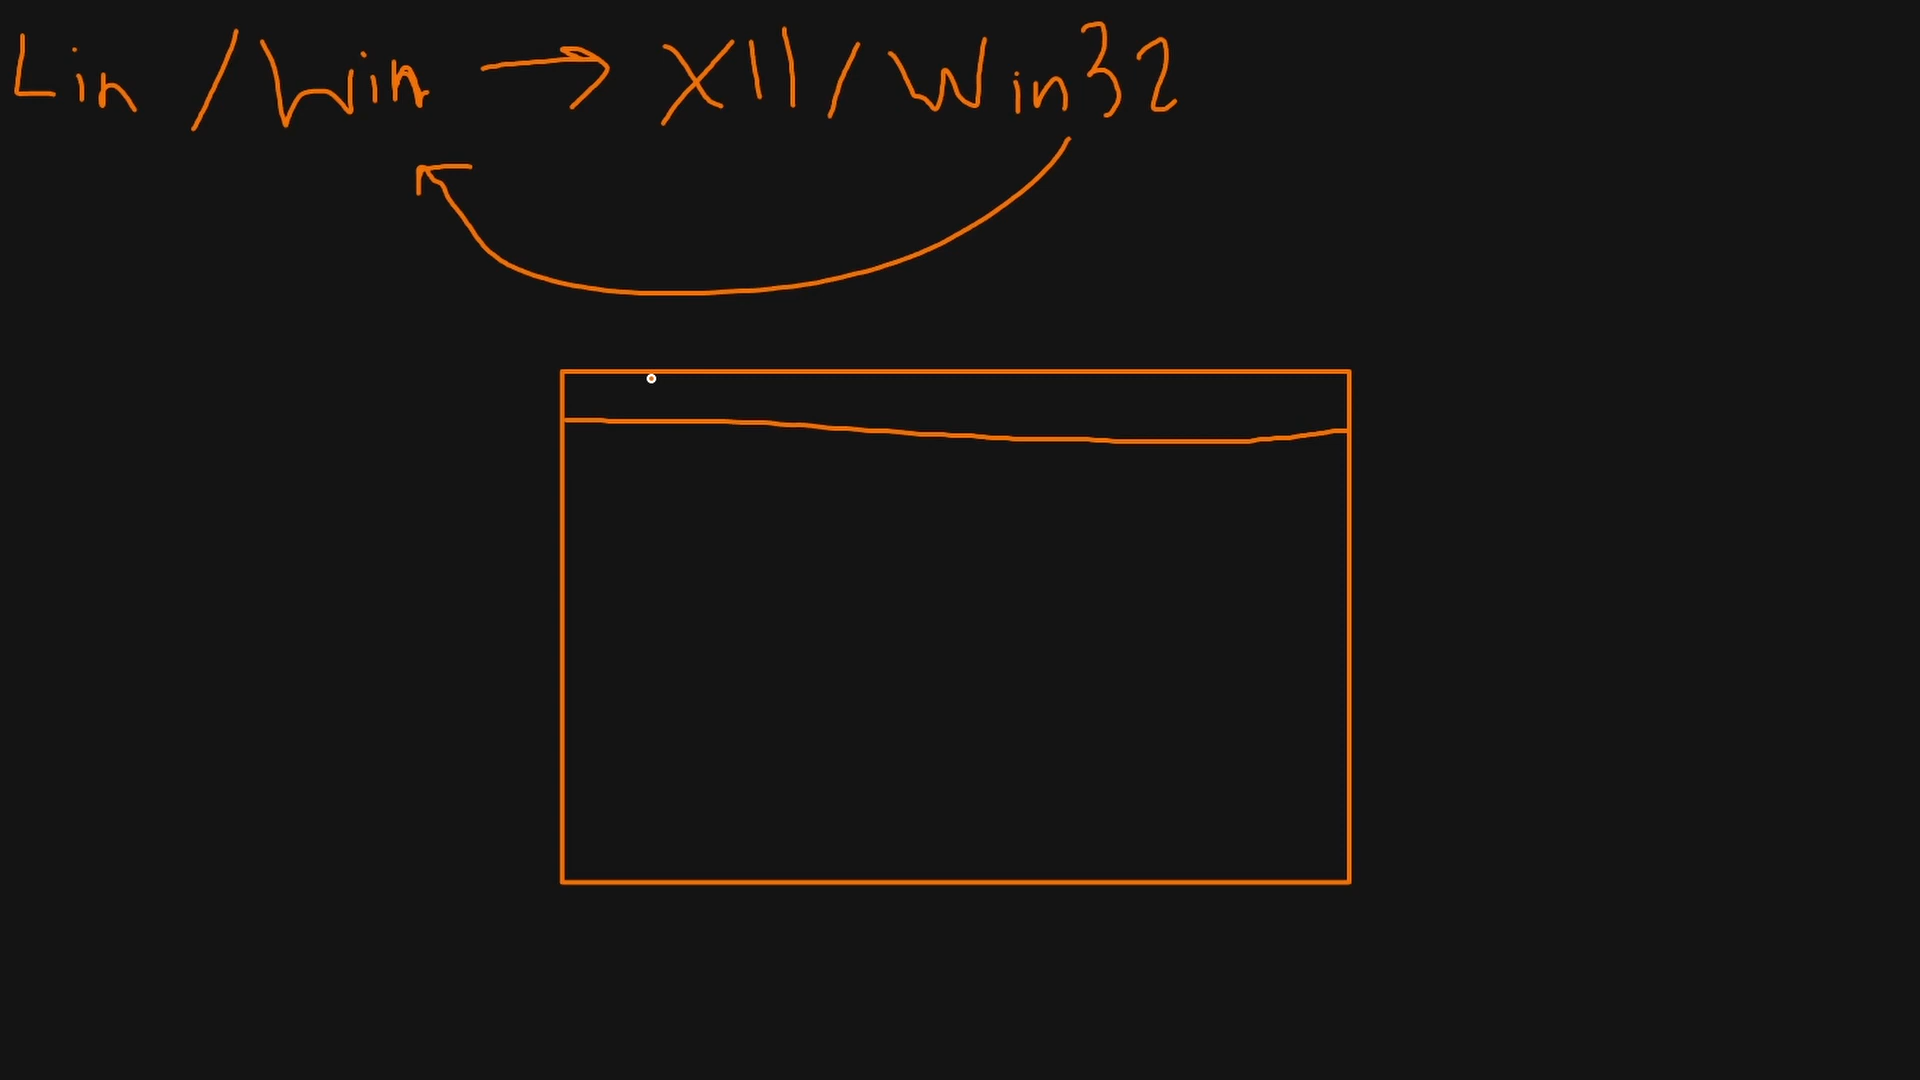 Lin / Win → X11 / Win32